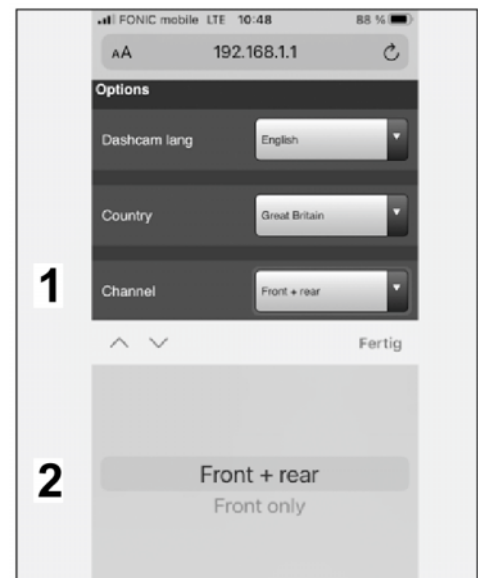 FONIC mobile LTE 10:48 88 %
AA 192.168.1.1
Options
Dashcam lang English
Country Great Britain
1 Channel Front + rear
Fertig
2 Front + rear
Front only